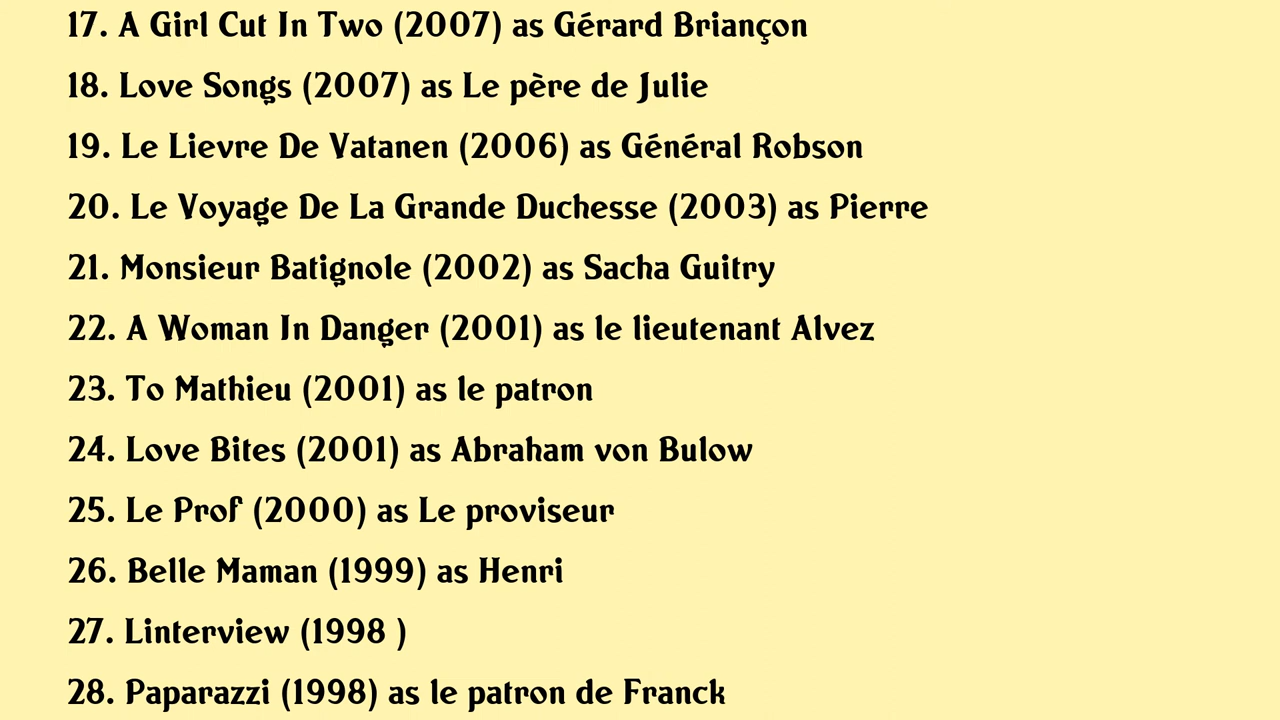 17. A Girl Cut In Two (2007) as Gérard Briançon
18. Love Songs (2007) as Le père de Julie
19. Le Lievre De Vatanen (2006) as Général Robson
20. Le Voyage De La Grande Duchesse (2003) as Pierre
21. Monsieur Batignole (2002) as Sacha Guitry
22. A Woman In Danger (2001) as le lieutenant Alvez
23. To Mathieu (2001) as le patron
24. Love Bites (2001) as Abraham von Bulow
25. Le Prof (2000) as Le proviseur
26. Belle Maman (1999) as Henri
27. Linterview (1998 )
28. Paparazzi (1998) as le patron de Franck